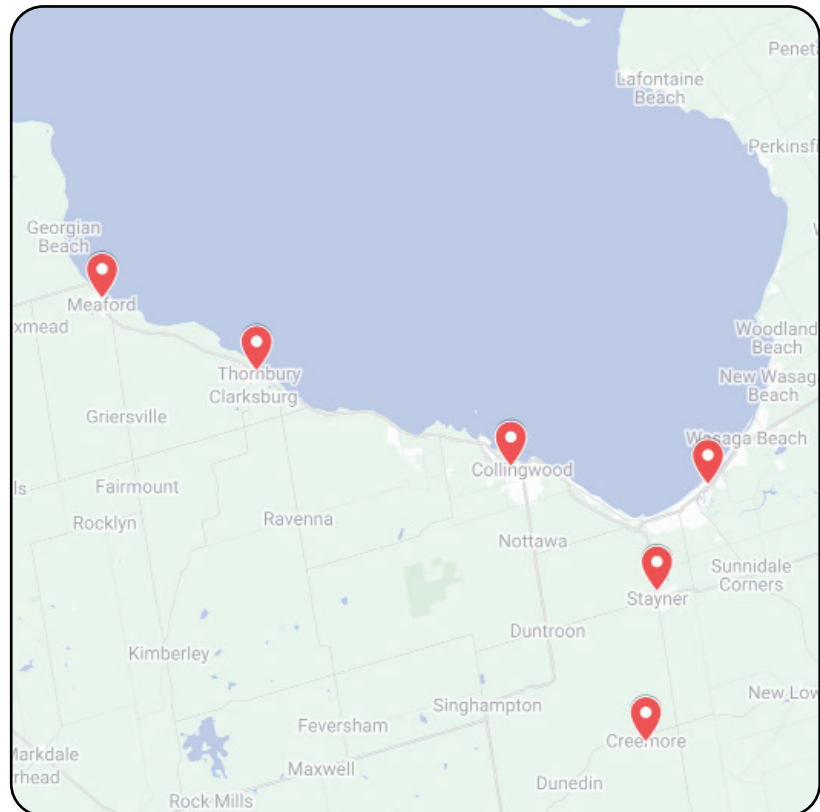 Penet
Lafontaine
Beach
Perkinsfi
Georgian
Beach
Meaford
xmead
Woodland
Beach
Thornbury
Clarksburg
New Wasag
Beach
Griersville
Wasaga Beach
Collingwood
ls
Fairmount
Rocklyn
Ravenna
Nottawa
Sunnidale
Corners
Stayner
Duntroon
Kimberley
New Low
Singhampton
Feversham
Creemore
Markdale
rhead
Maxwell
Dunedin
Rock Mills